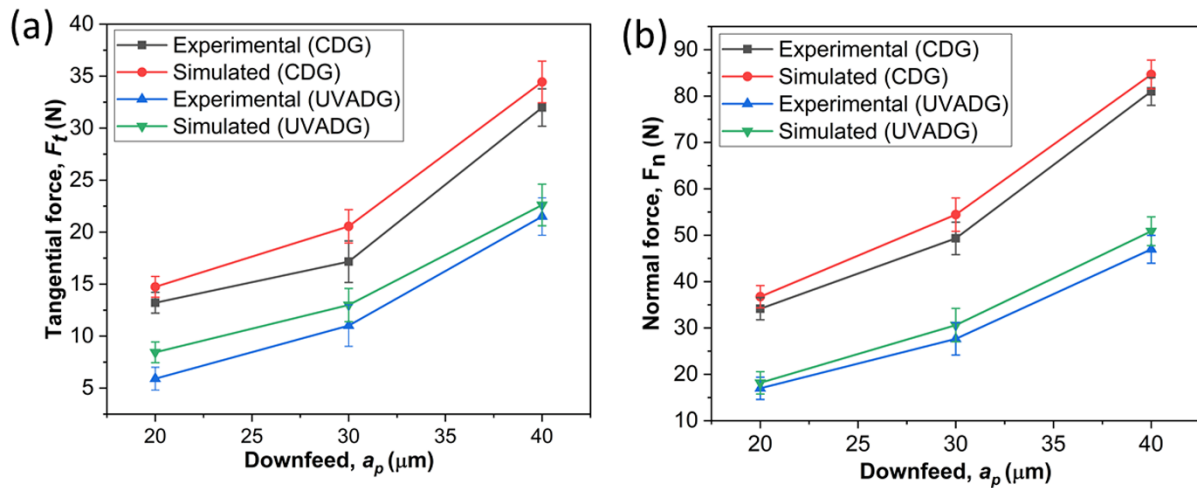 (a)
40
35
30
25
20
15
10
5
Tangential force, Ft (N)
Experimental (CDG)
Simulated (CDG)
Experimental (UVADG)
Simulated (UVADG)
20 25 30 35 40
Downfeed, ap (μm)
(b)
90
80
70
60
50
40
30
20
10
Normal force, Fn (N)
Experimental (CDG)
Simulated (CDG)
Experimental (UVADG)
Simulated (UVADG)
20 25 30 35 40
Downfeed, ap (μm)